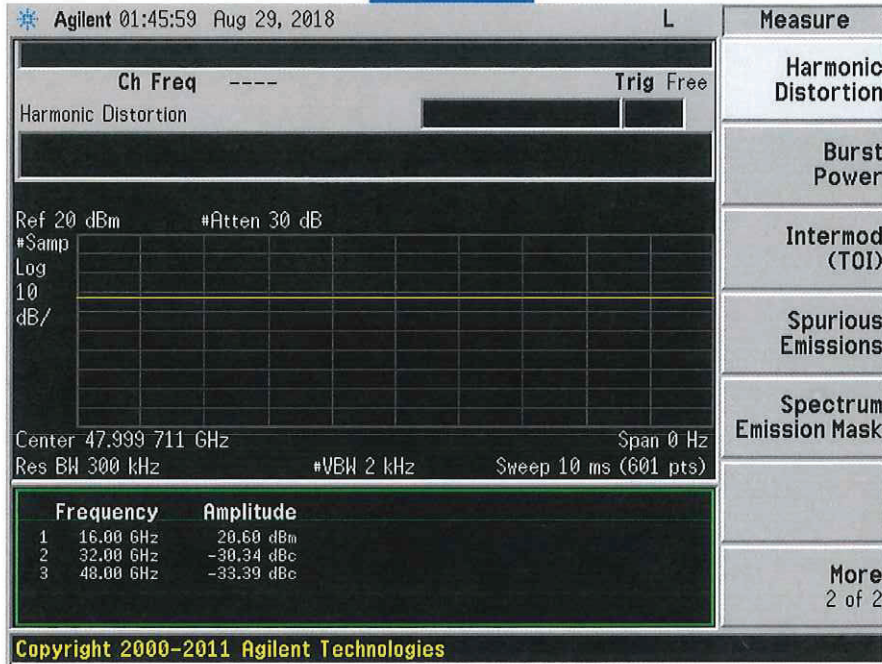 Agilent 01:45:59 Aug 29, 2018 L
Measure
Ch Freq ---- Trig Free
Harmonic Distortion
Ref 20 dBm #Atten 30 dB
#Samp
Log
10
dB/
Center 47.999 711 GHz Span 0 Hz
Res BW 300 kHz #VBW 2 kHz Sweep 10 ms (601 pts)
Frequency Amplitude
1 16.00 GHz 20.60 dBm
2 32.00 GHz -30.34 dBc
3 48.00 GHz -33.39 dBc
Copyright 2000-2011 Agilent Technologies
Harmonic
Distortion
Burst
Power
Intermod
(TOI)
Spurious
Emissions
Spectrum
Emission Mask
More
2 of 2